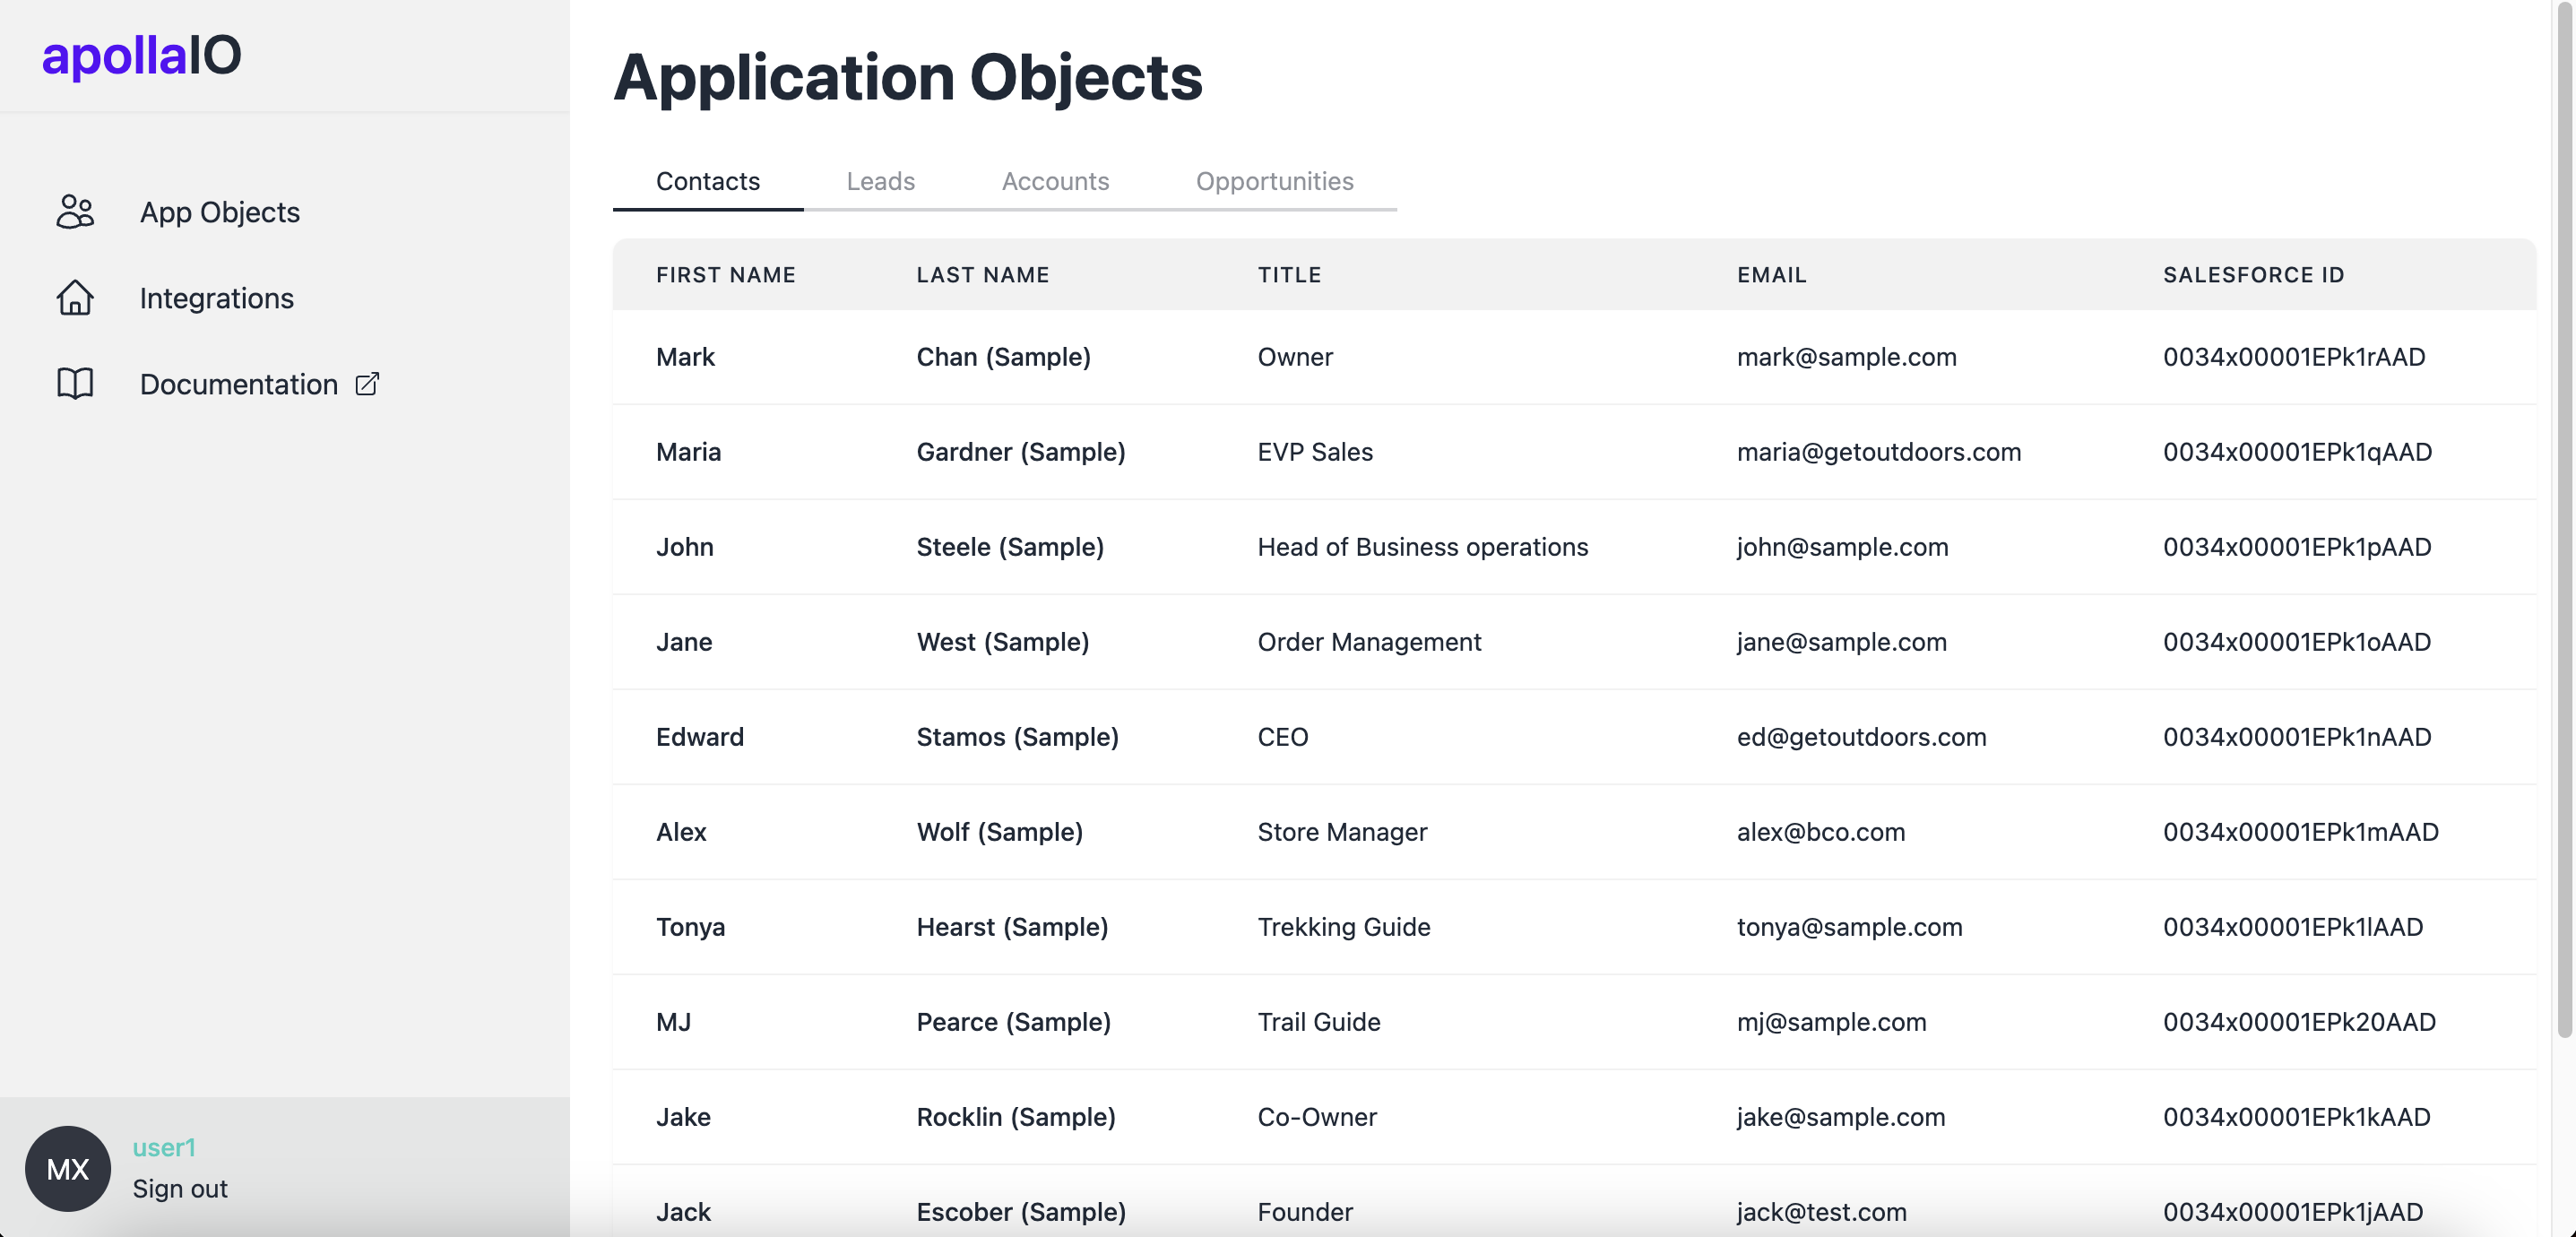 apollaIO
App Objects
Integrations
Documentation
MX
user1
Sign out
Application Objects
Contacts Leads Accounts Opportunities
FIRST NAME LAST NAME TITLE EMAIL SALESFORCE ID
Mark Chan (Sample) Owner mark@sample.com 0034x00001EPk1rAAD
Maria Gardner (Sample) EVP Sales maria@getoutdoors.com 0034x00001EPk1qAAD
John Steele (Sample) Head of Business operations john@sample.com 0034x00001EPk1pAAD
Jane West (Sample) Order Management jane@sample.com 0034x00001EPk1oAAD
Edward Stamos (Sample) CEO ed@getoutdoors.com 0034x00001EPk1nAAD
Alex Wolf (Sample) Store Manager alex@bco.com 0034x00001EPk1mAAD
Tonya Hearst (Sample) Trekking Guide tonya@sample.com 0034x00001EPk1lAAD
MJ Pearce (Sample) Trail Guide mj@sample.com 0034x00001EPk20AAD
Jake Rocklin (Sample) Co-Owner jake@sample.com 0034x00001EPk1kAAD
Jack Escober (Sample) Founder jack@test.com 0034x00001EPk1jAAD